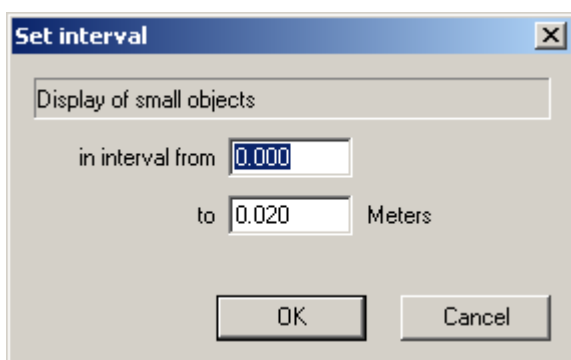 Set interval
Display of small objects
in interval from 0.000
to 0.020 Meters
OK Cancel